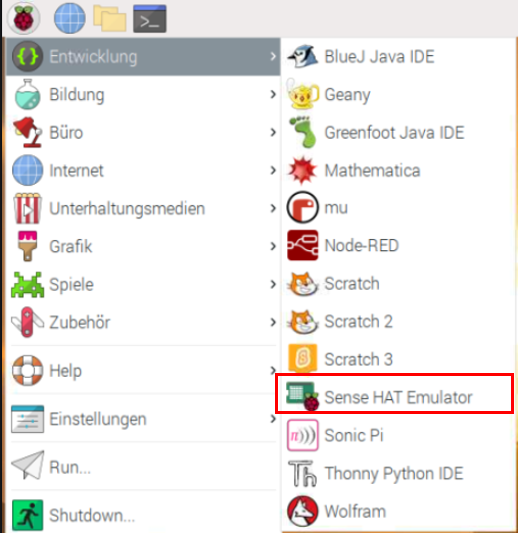 Entwicklung
Bildung
Büro
Internet
Unterhaltungsmedien
Grafik
Spiele
Zubehör
Help
Einstellungen
Run...
Shutdown...
BlueJ Java IDE
Geany
Greenfoot Java IDE
Mathematica
mu
Node-RED
Scratch
Scratch 2
Scratch 3
Sense HAT Emulator
Sonic Pi
Thonny Python IDE
Wolfram